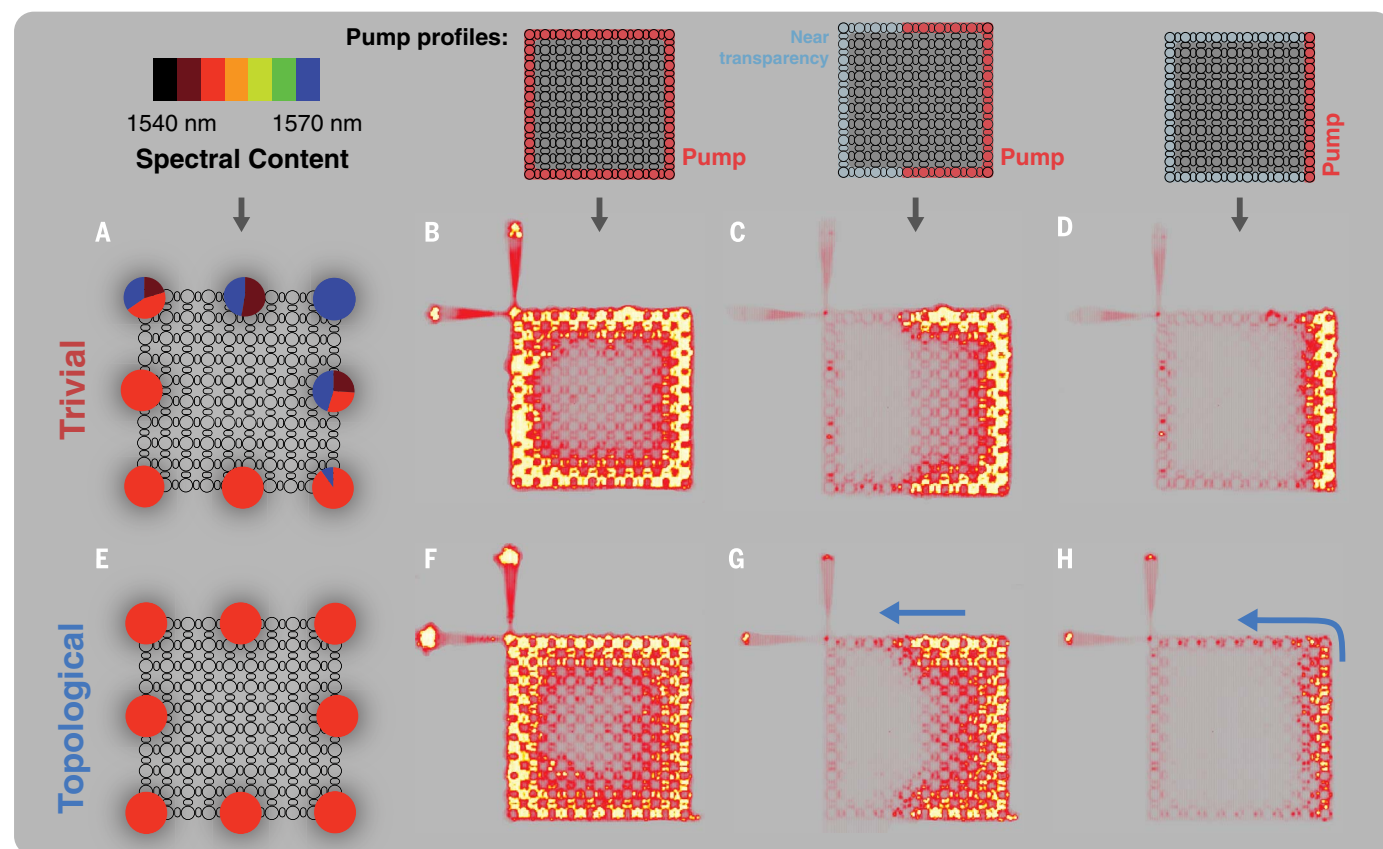 Pump profiles:
Near
transparency
1540 nm
1570 nm
Spectral Content
Pump
Pump
Pump
A
B
C
D
Trivial
E
F
G
H
Topological